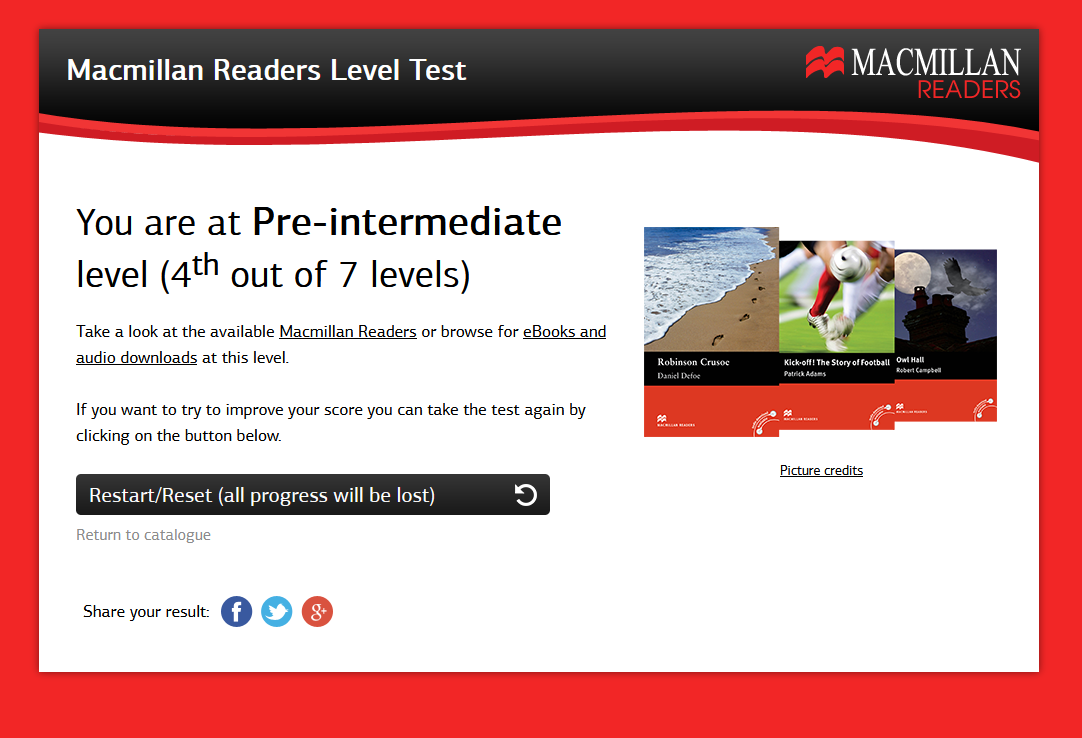 Macmillan Readers Level Test
MACMILLAN
READERS
You are at Pre-intermediate
level (4th out of 7 levels)
Take a look at the available Macmillan Readers or browse for eBooks and
audio downloads at this level.
If you want to try to improve your score you can take the test again by
clicking on the button below.
Restart/Reset (all progress will be lost)
Return to catalogue
Share your result:
Robinson Crusoe
Daniel Defoe
MACMILLAN READERS
Kick-off! The Story of Football
Patrick Adams
MACMILLAN READERS
Owl Hall
Robert Campbell
MACMILLAN READERS
Picture credits